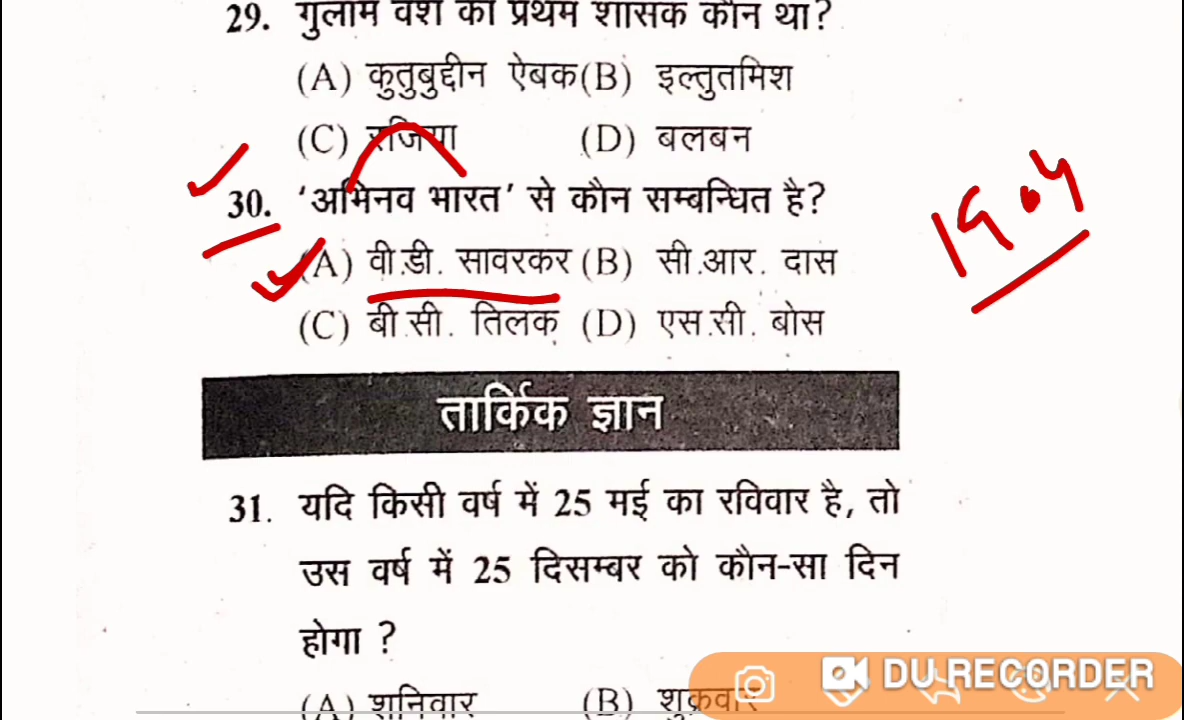 29. गुलाम वंश का प्रथम शासक कौन था?
(A) कुतुबुद्दीन ऐबक (B) इल्तुतमिश
(C) रजिया (D) बलबन
30. 'अभिनव भारत' से कौन सम्बन्धित है?
(A) वी.डी. सावरकर (B) सी.आर. दास
(C) बी.सी. तिलक (D) एस.सी. बोस
1904
तार्किक ज्ञान
31. यदि किसी वर्ष में 25 मई का रविवार है, तो
उस वर्ष में 25 दिसम्बर को कौन-सा दिन
होगा ?
(A) शनिवार (B) शुक्रवार
DU RECORDER